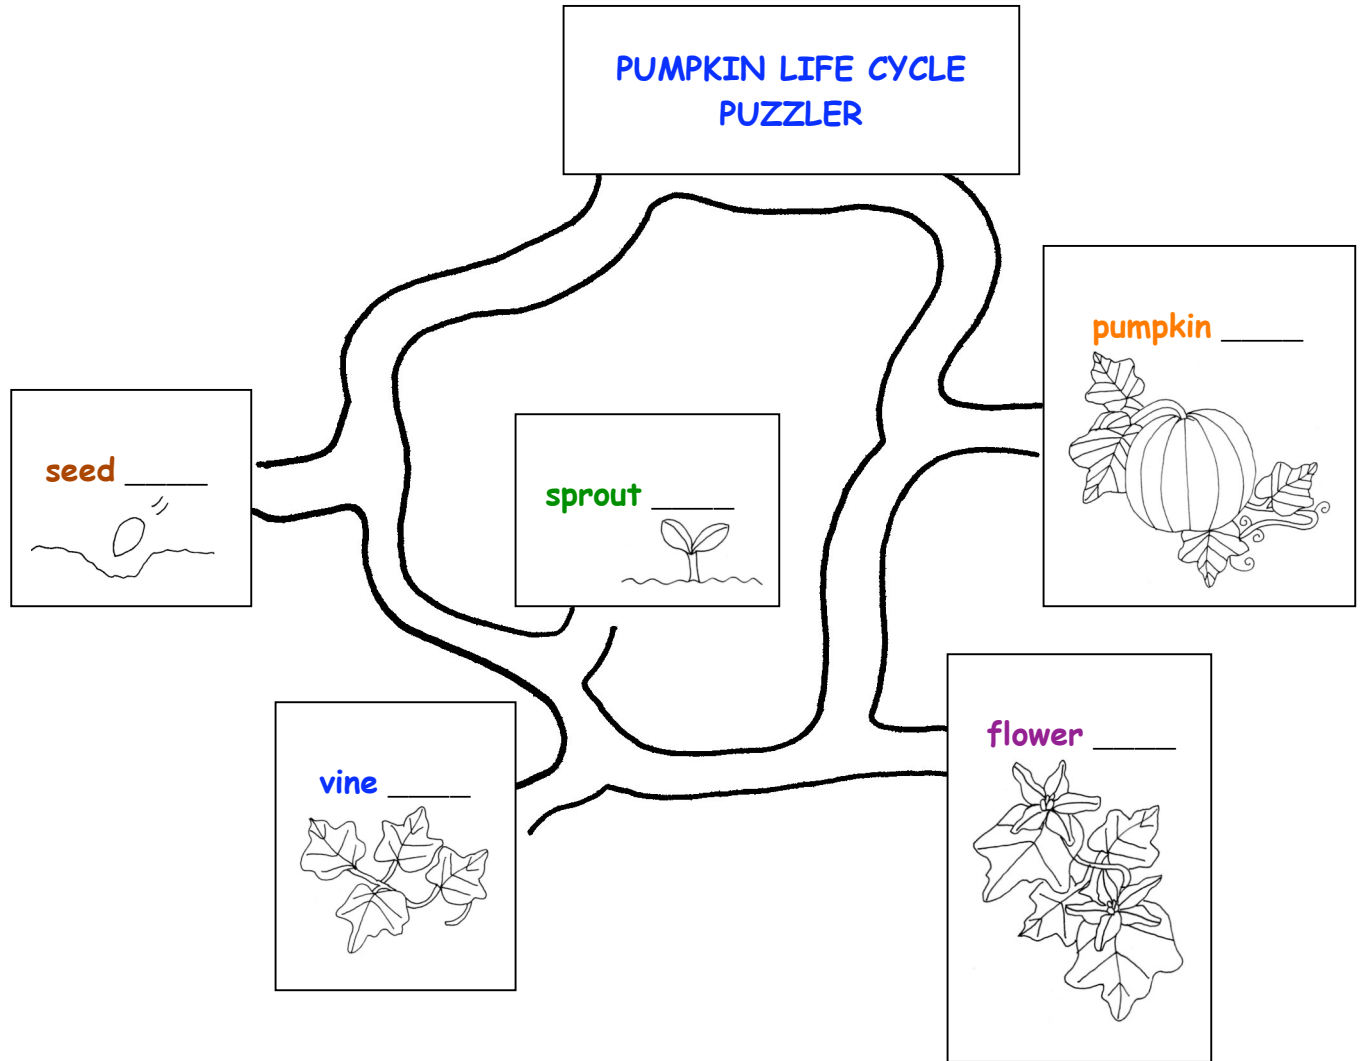 PUMPKIN LIFE CYCLE
PUZZLER
pumpkin _____
seed _____
sprout _____
flower _____
vine _____